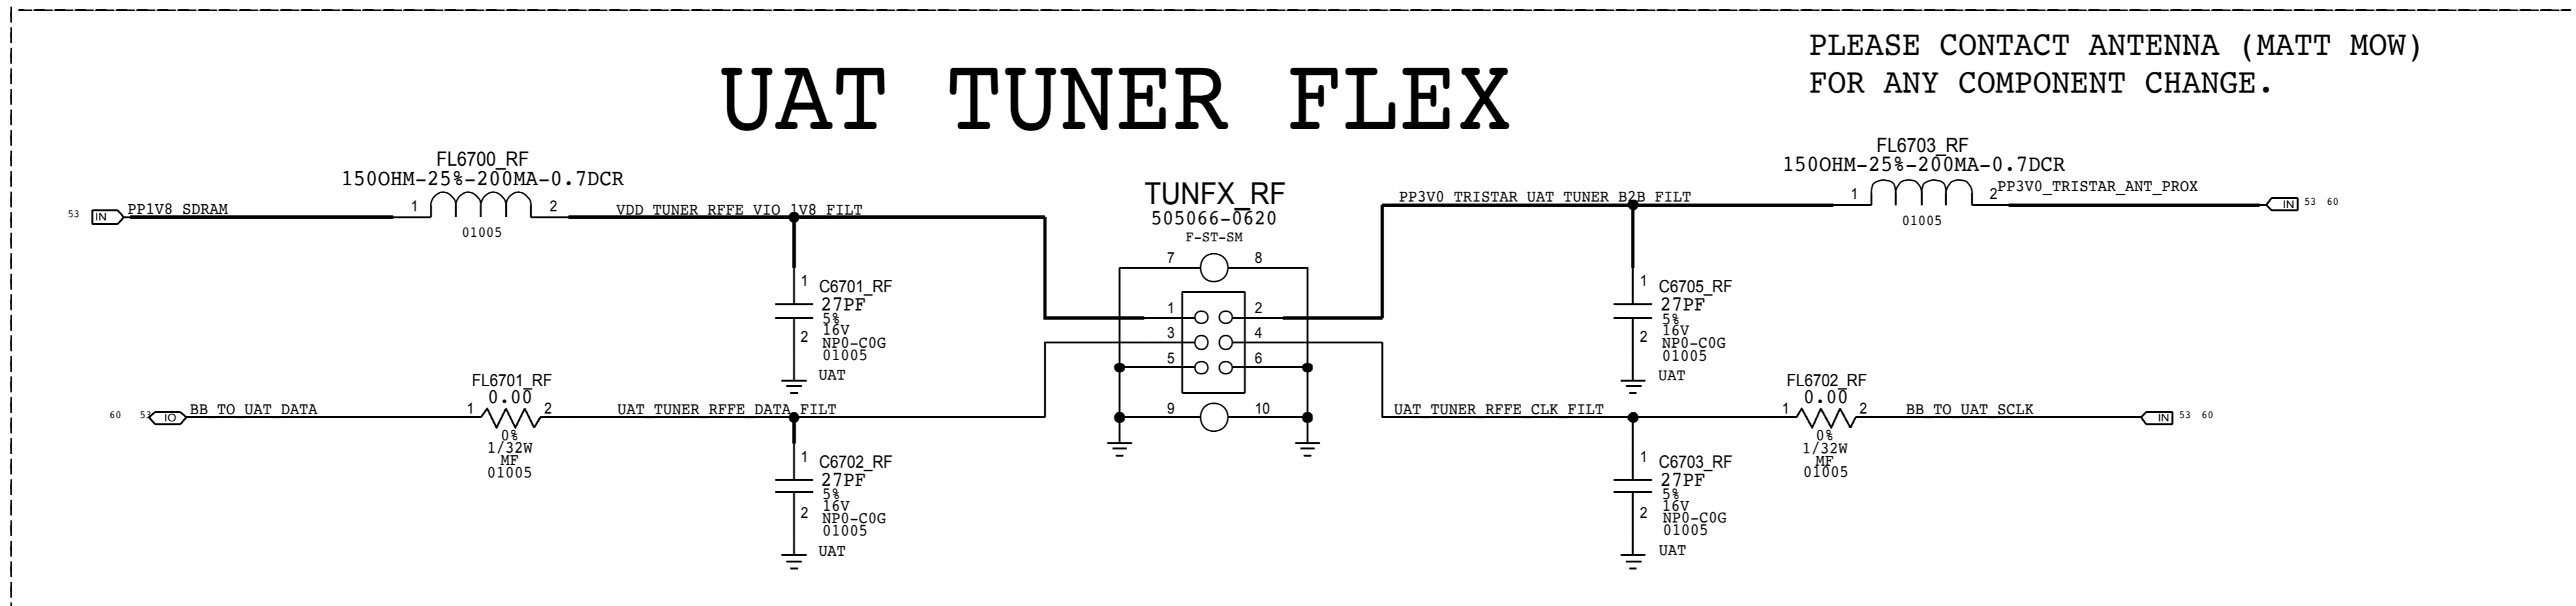 PLEASE CONTACT ANTENNA (MATT MOW)
FOR ANY COMPONENT CHANGE.
UAT TUNER FLEX
FL6700_RF
150OHM-25%-200MA-0.7DCR
53 IN PP1V8_SDRAM
1 2
01005
VDD_TUNER_RFFE_VIO_1V8_FILT
1 C6701_RF
27PF
5%
16V
2 NP0-C0G
01005
UAT
60 53 IO BB_TO_UAT_DATA
FL6701_RF
0.00
1 2
0%
1/32W
MF
01005
UAT_TUNER_RFFE_DATA_FILT
1 C6702_RF
27PF
5%
16V
2 NP0-C0G
01005
UAT
TUNFX_RF
505066-0620
F-ST-SM
7 8
1 2
3 4
5 6
9 10
PP3V0_TRISTAR_UAT_TUNER_B2B_FILT
FL6703_RF
150OHM-25%-200MA-0.7DCR
1 2
01005
PP3V0_TRISTAR_ANT_PROX
IN 53 60
1 C6705_RF
27PF
5%
16V
2 NP0-C0G
01005
UAT
UAT_TUNER_RFFE_CLK_FILT
FL6702_RF
0.00
1 2
0%
1/32W
MF
01005
BB_TO_UAT_SCLK
IN 53 60
1 C6703_RF
27PF
5%
16V
2 NP0-C0G
01005
UAT